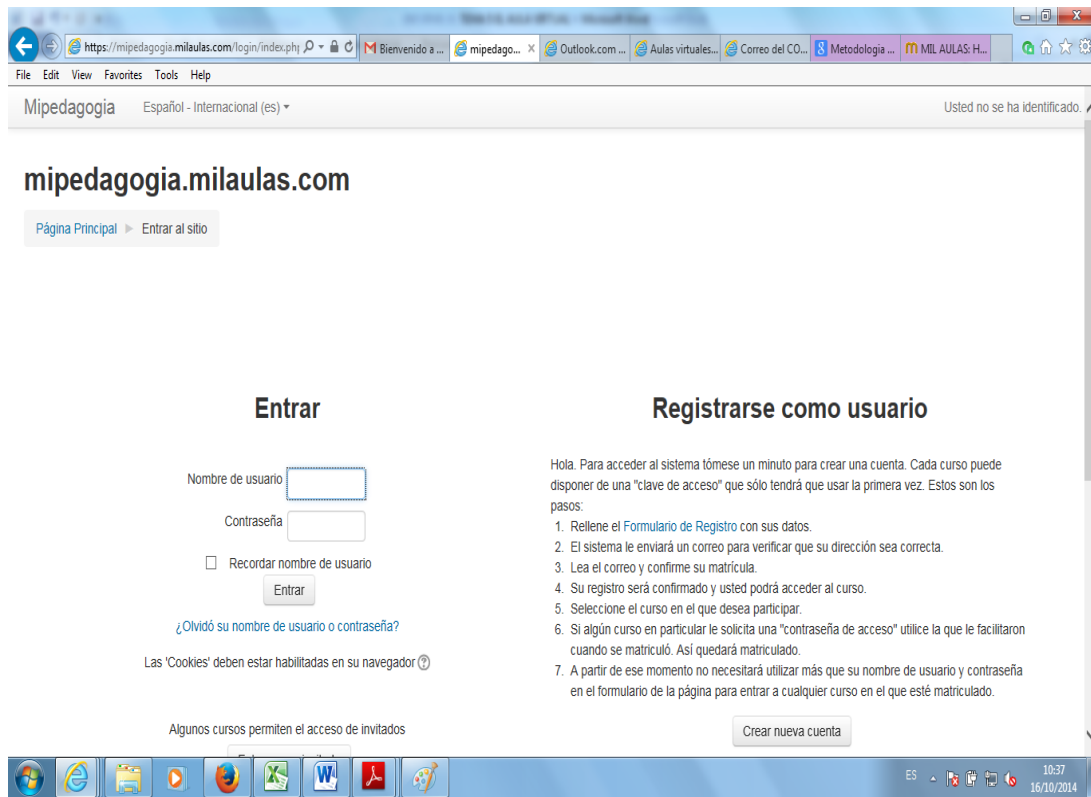 https://mipedagogia.milaulas.com/login/index.php
Bienvenido a ...
mipedago...
Outlook.com ...
Aulas virtuales...
Correo del CO...
Metodologia ...
MIL AULAS: H...
File Edit View Favorites Tools Help
Mipedagogia Español - Internacional (es)
Usted no se ha identificado.
mipedagogia.milaulas.com
Página Principal Entrar al sitio
Entrar
Nombre de usuario
Contraseña
Recordar nombre de usuario
Entrar
¿Olvidó su nombre de usuario o contraseña?
Las 'Cookies' deben estar habilitadas en su navegador
Algunos cursos permiten el acceso de invitados
Registrarse como usuario
Hola. Para acceder al sistema tómese un minuto para crear una cuenta. Cada curso puede
disponer de una "clave de acceso" que sólo tendrá que usar la primera vez. Estos son los
pasos:
1. Rellene el Formulario de Registro con sus datos.
2. El sistema le enviará un correo para verificar que su dirección sea correcta.
3. Lea el correo y confirme su matrícula.
4. Su registro será confirmado y usted podrá acceder al curso.
5. Seleccione el curso en el que desea participar.
6. Si algún curso en particular le solicita una "contraseña de acceso" utilice la que le facilitaron
cuando se matriculó. Así quedará matriculado.
7. A partir de ese momento no necesitará utilizar más que su nombre de usuario y contraseña
en el formulario de la página para entrar a cualquier curso en el que esté matriculado.
Crear nueva cuenta
ES
10:37
16/10/2014